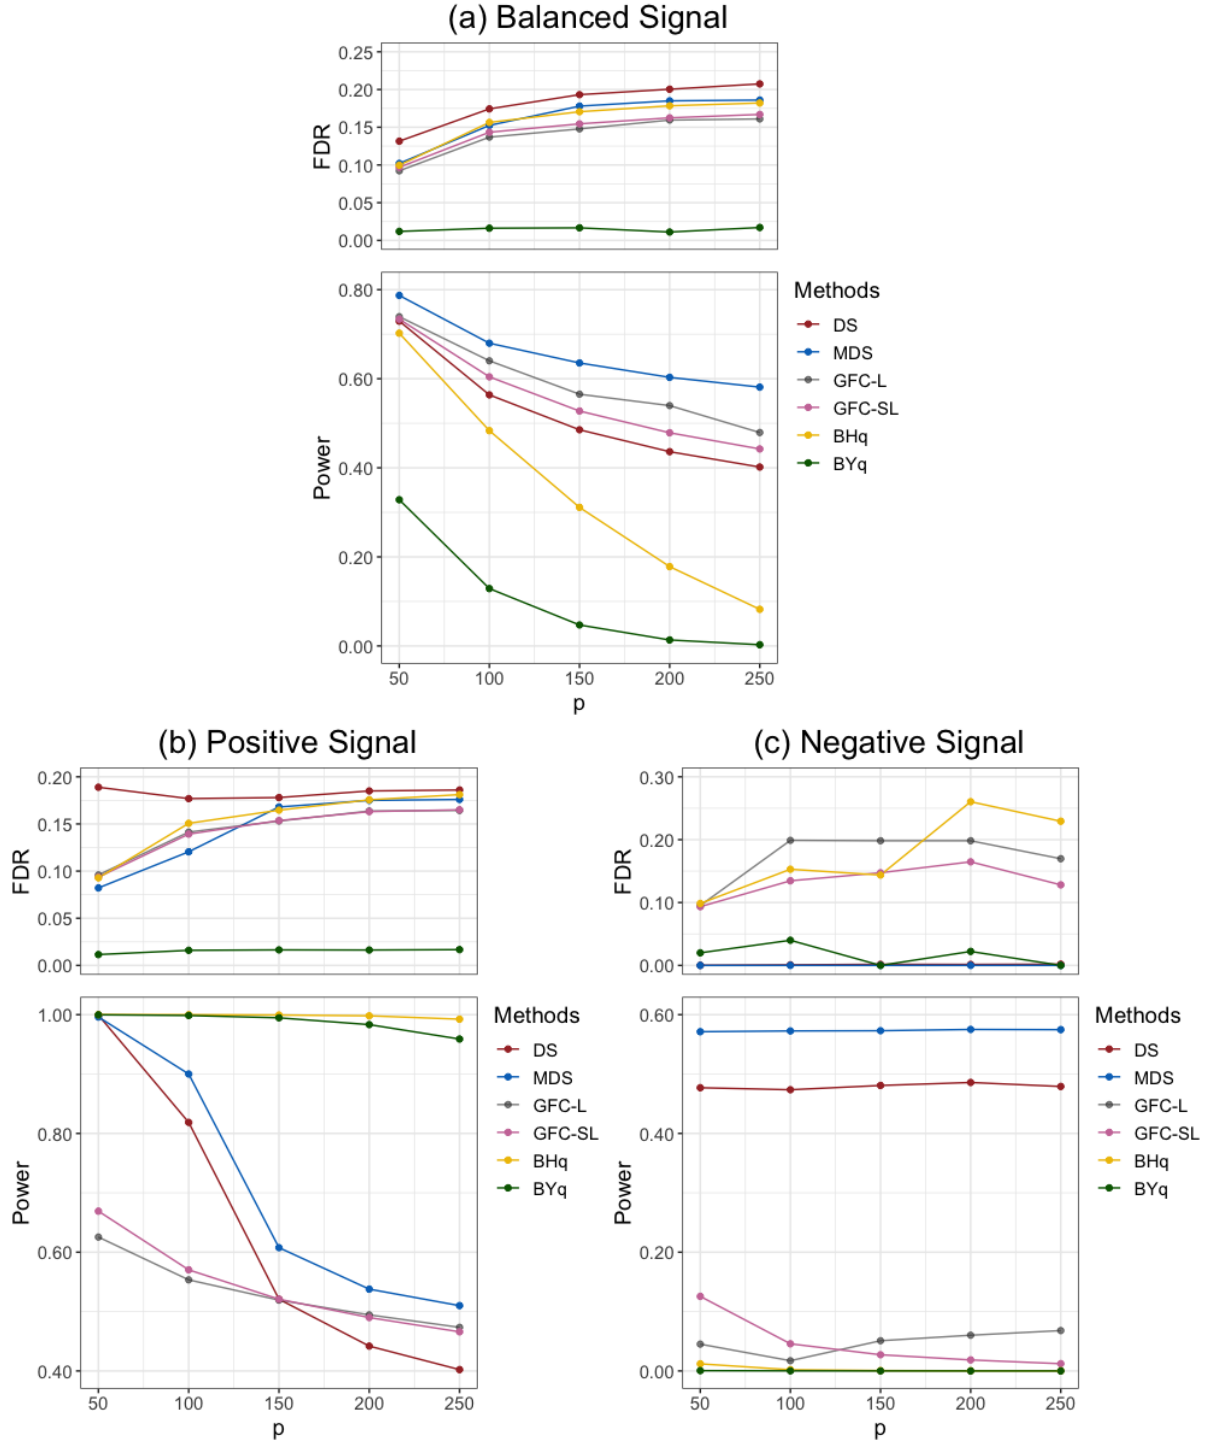 (a) Balanced Signal
0.25
0.20
0.15
0.10
0.05
0.00
FDR
0.80
0.60
0.40
0.20
0.00
Power
50 100 150 200 250
p
Methods
DS
MDS
GFC-L
GFC-SL
BHq
BYq
(b) Positive Signal
0.20
0.15
0.10
0.05
0.00
FDR
1.00
0.80
0.60
0.40
Power
50 100 150 200 250
p
Methods
DS
MDS
GFC-L
GFC-SL
BHq
BYq
(c) Negative Signal
0.30
0.20
0.10
0.00
FDR
0.60
0.40
0.20
0.00
Power
50 100 150 200 250
p
Methods
DS
MDS
GFC-L
GFC-SL
BHq
BYq